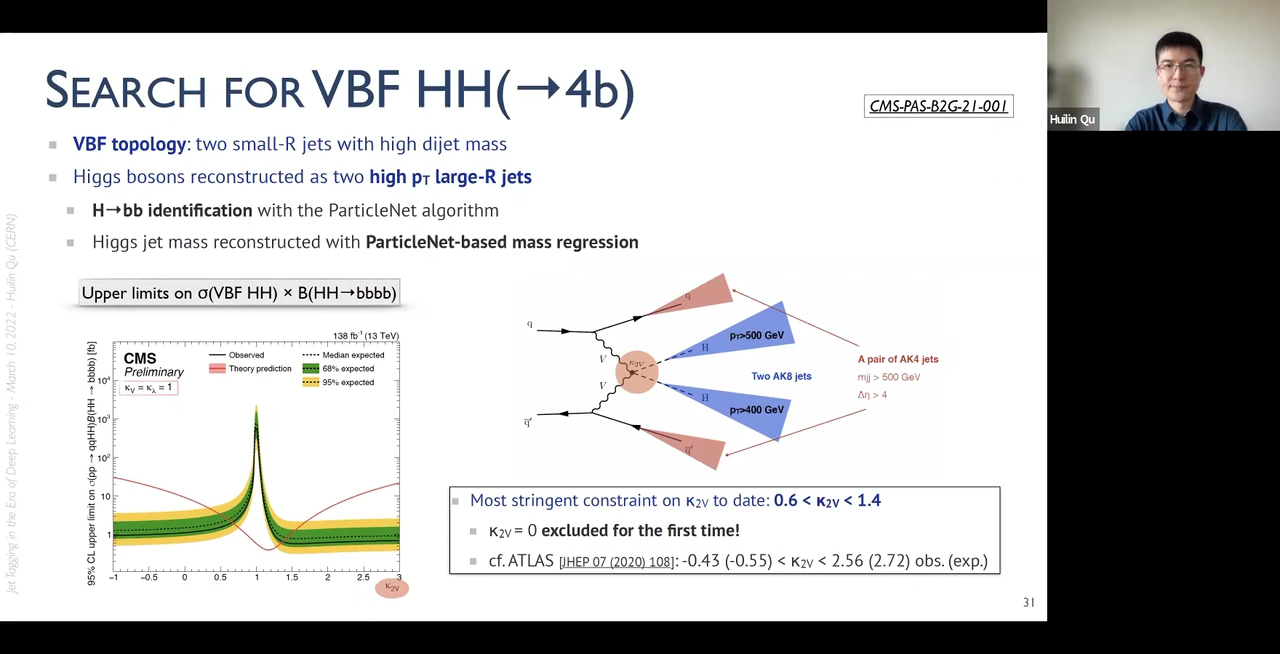 SEARCH FOR VBF HH(→4b)
CMS-PAS-B2G-21-001
Huilin Qu
▪ VBF topology: two small-R jets with high dijet mass
▪ Higgs bosons reconstructed as two high pT large-R jets
▪ H→bb identification with the ParticleNet algorithm
▪ Higgs jet mass reconstructed with ParticleNet-based mass regression
Jet Tagging in the Era of Deep Learning - March 10, 2022 - Huilin Qu (CERN)
Upper limits on σ(VBF HH) × B(HH→bbbb)
138 fb⁻¹ (13 TeV)
CMS
Preliminary
κV = κλ = 1
Observed
Theory prediction
Median expected
68% expected
95% expected
95% CL upper limit on σ(pp → qqHH)B(HH → bbbb) [fb]
10⁴
10³
10²
10
1
−1 −0.5 0 0.5 1 1.5 2 2.5 3
κ2V
q
q
V
κ2V
V
H
H
q̅′
q̅′
pT>500 GeV
Two AK8 jets
pT>400 GeV
A pair of AK4 jets
mjj > 500 GeV
Δη > 4
▪ Most stringent constraint on κ2V to date: 0.6 < κ2V < 1.4
▪ κ2V = 0 excluded for the first time!
▪ cf. ATLAS [JHEP 07 (2020) 108]: -0.43 (-0.55) < κ2V < 2.56 (2.72) obs. (exp.)
31